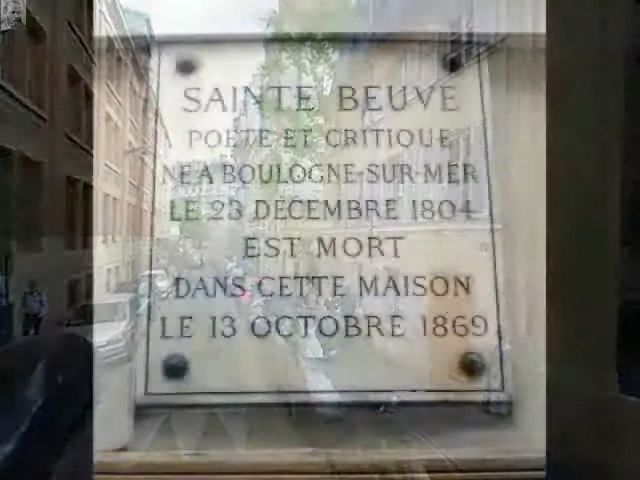 SAINTE BEUVE
POETE ET CRITIQUE
NE A BOULOGNE-SUR-MER
LE 23 DECEMBRE 1804
EST MORT
DANS CETTE MAISON
LE 13 OCTOBRE 1869